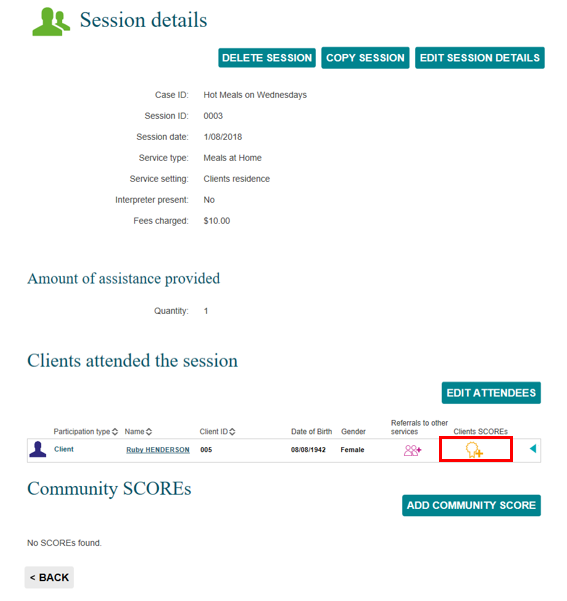 Session details
DELETE SESSION COPY SESSION EDIT SESSION DETAILS
Case ID: Hot Meals on Wednesdays
Session ID: 0003
Session date: 1/08/2018
Service type: Meals at Home
Service setting: Clients residence
Interpreter present: No
Fees charged: $10.00
Amount of assistance provided
Quantity: 1
Clients attended the session
EDIT ATTENDEES
Participation type Name Client ID Date of Birth Gender Referrals to other services Clients SCOREs
Client Ruby HENDERSON 005 08/08/1942 Female
Community SCOREs
ADD COMMUNITY SCORE
No SCOREs found.
< BACK